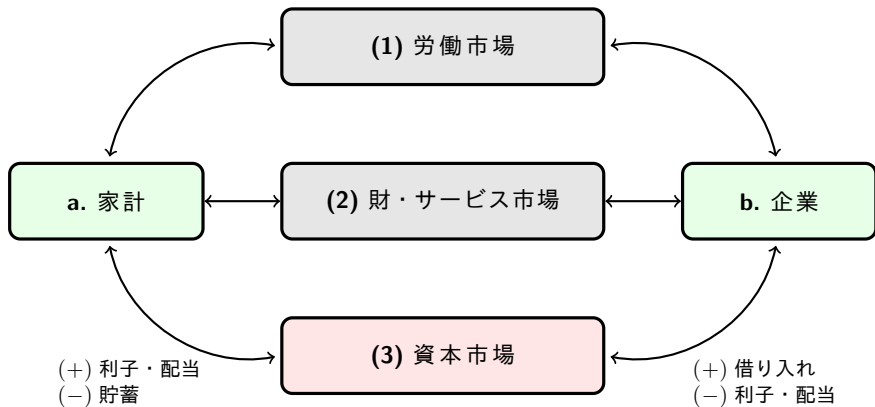 (1) 労働市場
a. 家計
(2) 財・サービス市場
b. 企業
(3) 資本市場
(+) 利子・配当
(−) 貯蓄
(+) 借り入れ
(−) 利子・配当